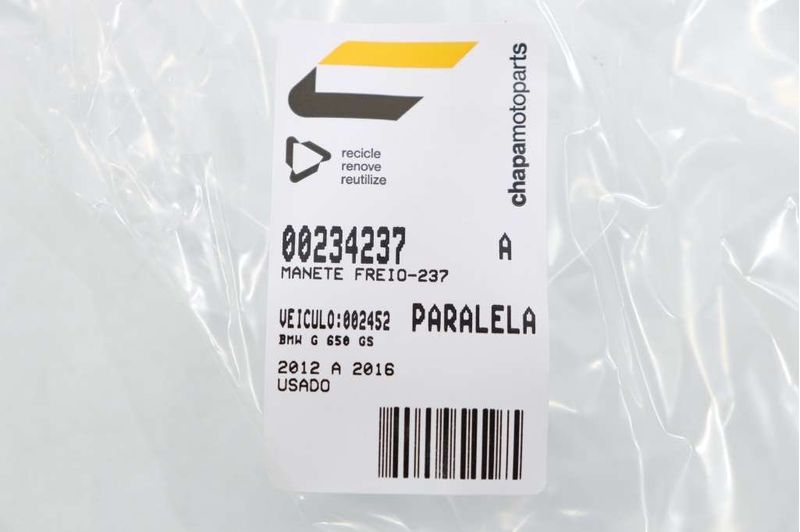 chapamotoparts
recicle
renove
reutilize
00234237 A
MANETE FREIO-237
VEICULO:002452 PARALELA
BMW G 650 GS
2012 A 2016
USADO